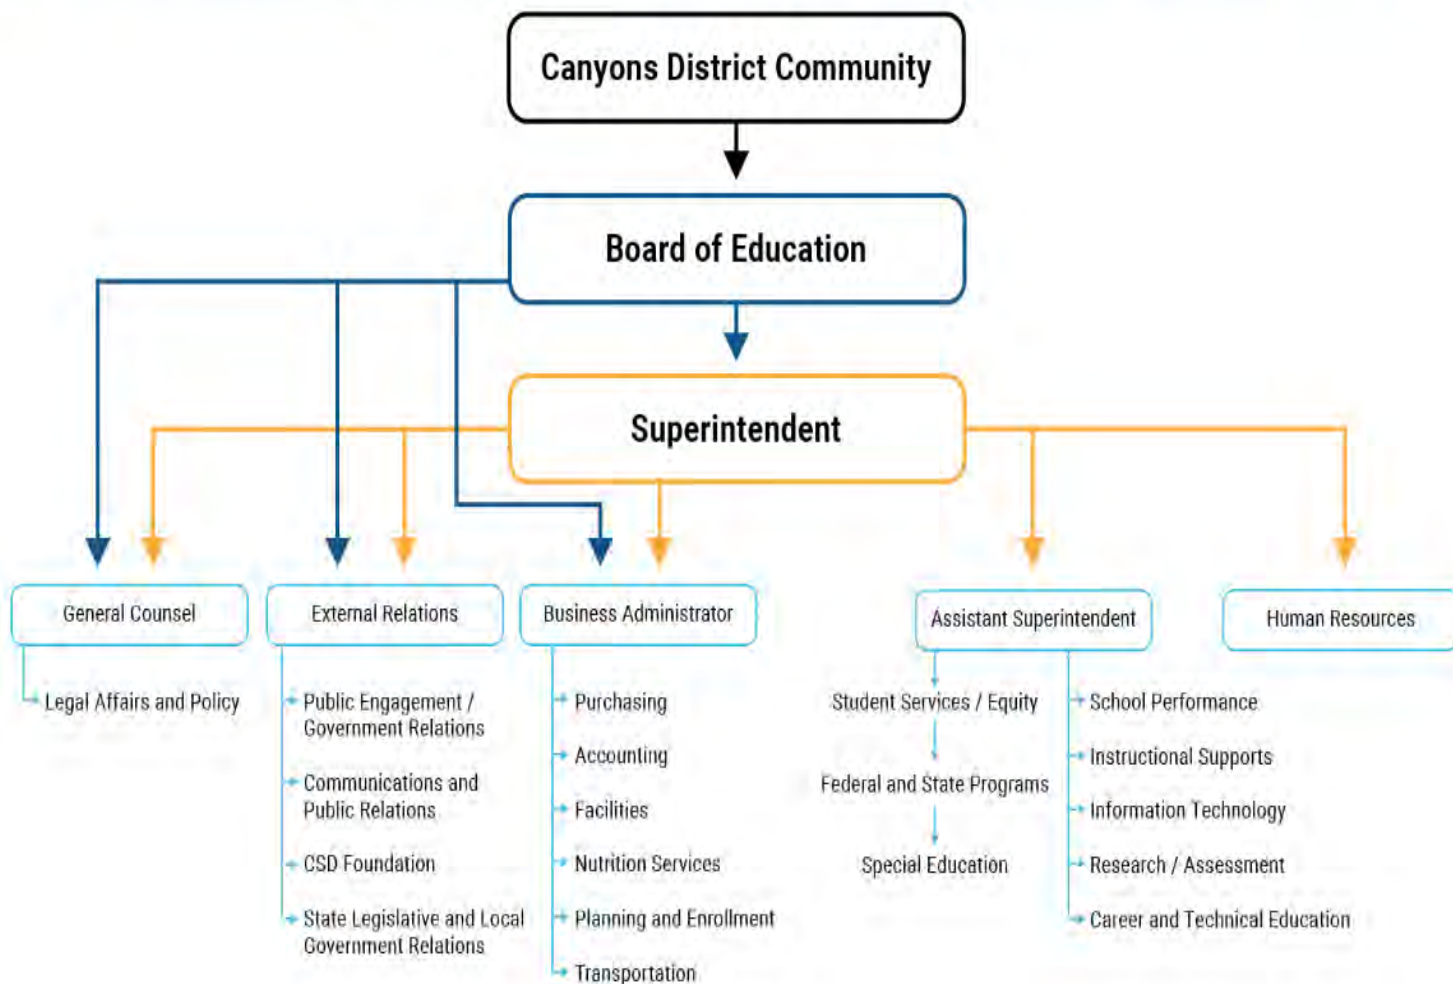 Canyons District Community
Board of Education
Superintendent
General Counsel
External Relations
Business Administrator
Assistant Superintendent
Human Resources
Legal Affairs and Policy
Public Engagement /
Government Relations
Communications and
Public Relations
CSD Foundation
State Legislative and Local
Government Relations
Purchasing
Accounting
Facilities
Nutrition Services
Planning and Enrollment
Transportation
Student Services / Equity
Federal and State Programs
Special Education
School Performance
Instructional Supports
Information Technology
Research / Assessment
Career and Technical Education